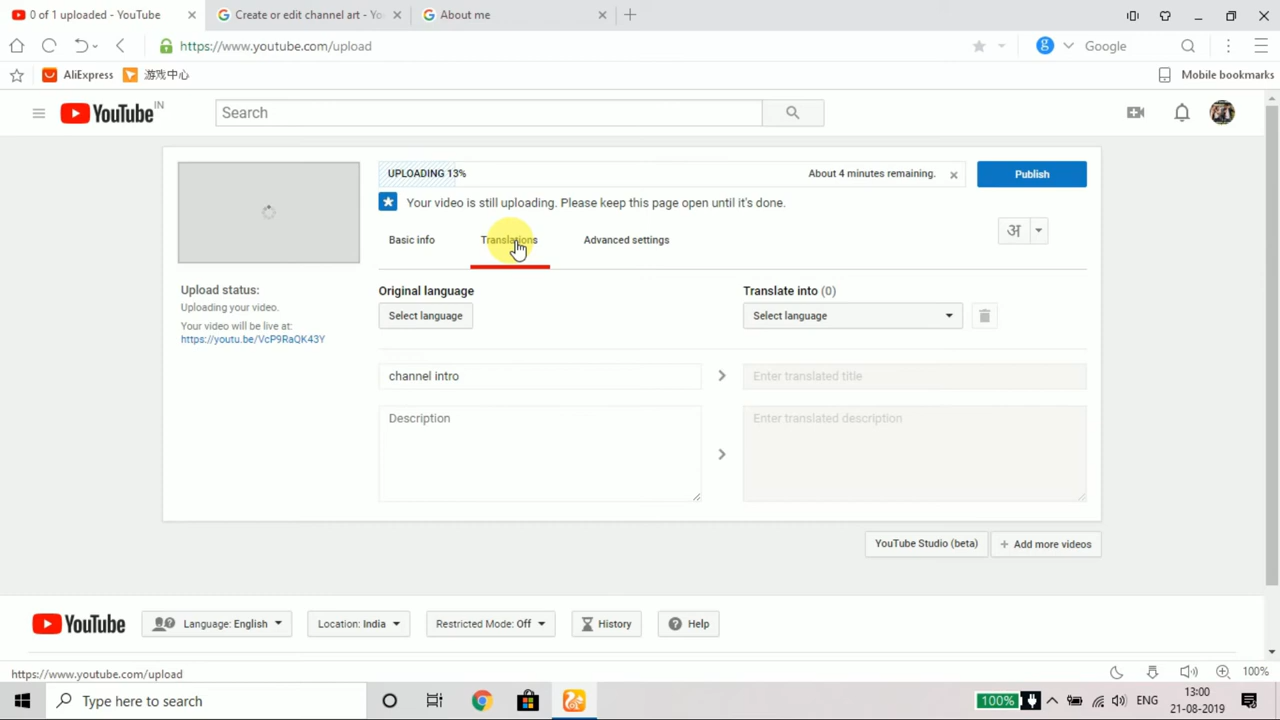 0 of 1 uploaded - YouTube
Create or edit channel art - Yo
About me
https://www.youtube.com/upload
Google
AliExpress
游戏中心
Mobile bookmarks
YouTube IN
Search
UPLOADING 13%
About 4 minutes remaining.
Publish
Your video is still uploading. Please keep this page open until it's done.
Basic info
Translations
Advanced settings
अ
Upload status:
Uploading your video.
Your video will be live at:
https://youtu.be/VcP9RaQK43Y
Original language
Translate into (0)
Select language
Select language
channel intro
Enter translated title
Description
Enter translated description
YouTube Studio (beta)
+ Add more videos
YouTube
Language: English
Location: India
Restricted Mode: Off
History
Help
https://www.youtube.com/upload
100%
Type here to search
100%
ENG
13:00
21-08-2019